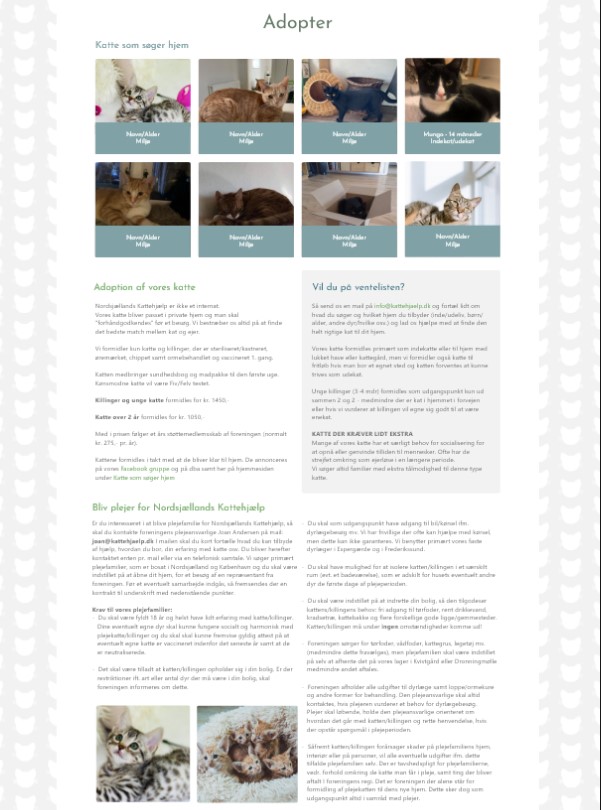 Adopter
Katte som søger hjem
Navn/Alder
Miljø
Navn/Alder
Miljø
Navn/Alder
Miljø
Mango - 14 måneder
Indekat/udekat
Navn/Alder
Miljø
Navn/Alder
Miljø
Navn/Alder
Miljø
Navn/Alder
Miljø
Adoption af vores katte
Nordsjællands Kattehjælp er ikke et internat.
Vores katte bliver passet i private hjem og man skal
"forhåndsgodkendes" før et besøg. Vi bestræber os altid på at finde
det bedste match mellem kat og ejer.
Vi formidler kun katte og killinger, der er steriliseret/kastreret,
øremærket, chippet samt ormebehandlet og vaccineret 1. gang.
Katten medbringer sundhedsbog og madpakke til den første uge.
Kønsmodne katte vil være Fiv/Felv testet.
Killinger og unge katte formidles for kr. 1450,-
Katte over 2 år formidles for kr. 1050,-
Med i prisen følger et års støttemedlemskab af foreningen (normalt
kr. 275,- pr. år).
Kattene formidles i takt med at de bliver klar til hjem. De annonceres
på vores facebook gruppe og på dba samt her på hjemmesiden
under Katte som søger hjem
Vil du på ventelisten?
Så send os en mail på info@kattehjaelp.dk og fortæl lidt om
hvad du søger og hvilket hjem du tilbyder (inde/udeliv, børn/
alder, andre dyr/hvilke osv.) og lad os hjælpe med at finde den
helt rigtige kat til dit hjem.
Vores katte formidles primært som indekatte eller til hjem med
lukket have eller kattegård, men vi formidler også katte til
friløb hvis man bor et egnet sted og katten forventes at kunne
trives som udekat.
Unge killinger (3-4 mdr) formidles som udgangspunkt kun ud
sammen 2 og 2 - medmindre der er kat i hjemmet i forvejen
eller hvis vi vurderer at killingen vil egne sig godt til at være
enekat.
KATTE DER KRÆVER LIDT EKSTRA
Mange af vores katte har et særligt behov for socialisering for
at opnå eller genvinde tilliden til mennesker. Ofte har de
strejfet omkring som ejerløse i en længere periode.
Vi søger altid familier med ekstra tålmodighed til denne type
katte.
Bliv plejer for Nordsjællands Kattehjælp
Er du interesseret i at blive plejefamilie for Nordsjællands Kattehjælp, så
skal du kontakte foreningens plejeansvarlige Joan Andersen på mail:
joan@kattehjaelp.dk I mailen skal du kort fortælle hvad du kan tilbyde
af hjælp, hvordan du bor, din erfaring med katte osv. Du bliver herefter
kontaktet enten pr. mail eller via en telefonisk samtale. Vi søger primært
plejefamilier, som er bosat i Nordsjælland og København og du skal være
indstillet på at åbne dit hjem, for et besøg af en repræsentant fra
foreningen. Før et eventuelt samarbejde indgås, så fremsendes der en
kontrakt til underskrift med nedenstående punkter
Krav til vores plejefamilier:
- Du skal være fyldt 18 år og helst have lidt erfaring med katte/killinger.
Dine eventuelle egne dyr skal kunne fungere socialt og harmonisk med
plejekatte/killinger og du skal skal kunne fremvise gyldig attest på at
eventuelle egne katte er vaccineret indenfor det seneste år samt at de
er neutraliserede.
- Det skal være tilladt at katten/killingen opholder sig i din bolig. Er der
restriktioner ift. art eller antal dyr der må være i din bolig, skal
foreningen informeres om dette.
- Du skal som udgangspunkt have adgang til bil/kørsel ifm.
dyrlægebesøg mv. Vi har frivillige der ofte kan hjælpe med kørsel,
men dette kan ikke garanteres. Vi benytter primært vores faste
dyrlæger i Espergærde og i Frederikssund.
- Du skal have mulighed for at isolere katten/killingen i et særskilt
rum (evt. et badeværelse), som er adskilt for husets eventuelt andre
dyr de første dage af plejeperioden.
- Du skal være indstillet på at indrette din bolig, så den tilgodeser
kattens/killingens behov: fri adgang til tørfoder, rent drikkevand,
kradsetræ, kattebakke og flere forskellige gode ligge/gemmesteder.
Katten/killingen må under ingen omstændigheder komme ud!
- Foreningen sørger for tørfoder, vådfoder, kattegrus, legetøj ms
(medmindre dette fravælges), men plejefamilien skal være indstillet
på selv at afhente det på vores lager i Kvistgård eller Dronningmølle
medmindre andet aftales.
- Foreningen afholder alle udgifter til dyrlæge samt loppe/ormekure
og andre former for behandling. Den plejeansvarlige skal altid
kontaktes, hvis plejeren vurderer et behov for dyrlægebesøg.
Plejer skal løbende, holde den plejeansvarlige orienteret om
hvordan det går med katten/killingen og rette henvendelse, hvis
der opstår spørgsmål i plejeperioden.
- Såfremt katten/killingen forårsager skader på plejefamiliens hjem,
interiør eller på personer, vil alle eventuelle udgifter ifm. dette
tilfalde plejefamilien selv. Der er tavshedspligt for plejefamilierne,
vedr. forhold omkring de katte man får i pleje, samt ting der bliver
aftalt i foreningens regi. Det er foreningen der alene står for
formidling af plejekatten til dens nye hjem. Dette sker dog som
udgangspunkt altid i samråd med plejer.